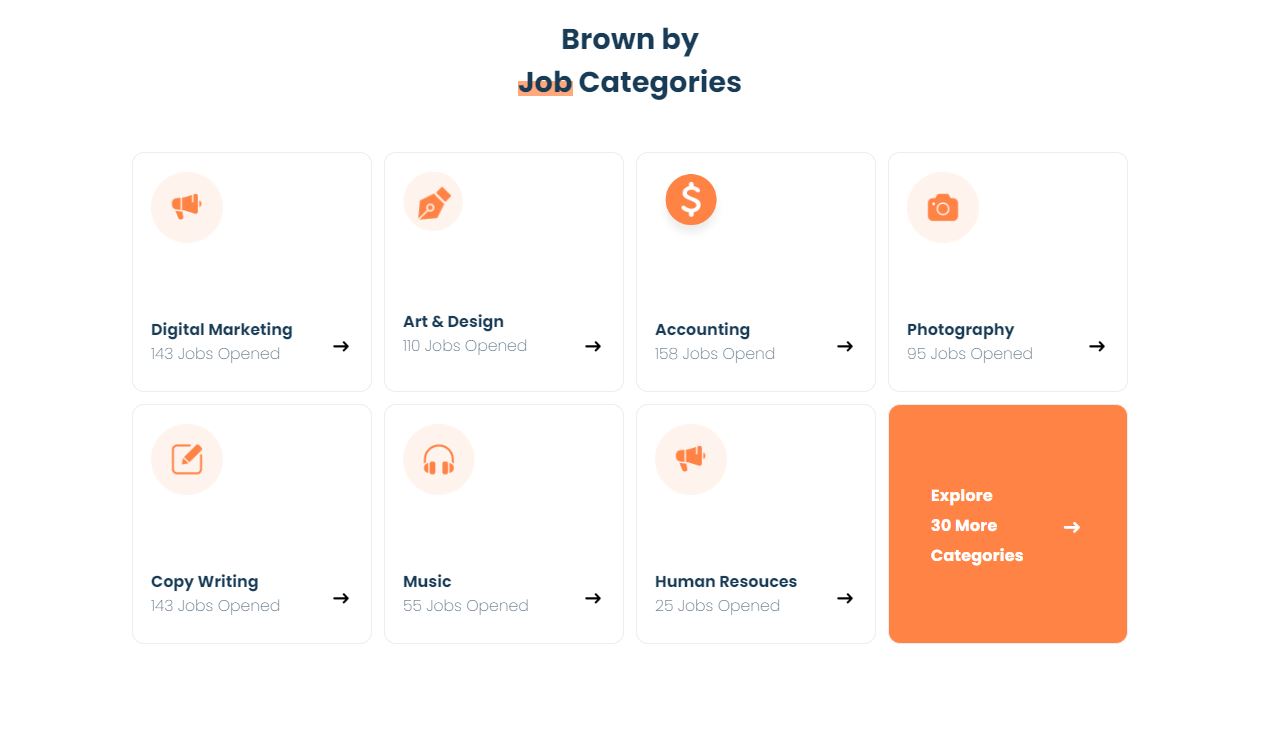 Brown by
Job Categories
Digital Marketing
143 Jobs Opened
Art & Design
110 Jobs Opened
Accounting
158 Jobs Opend
Photography
95 Jobs Opened
Copy Writing
143 Jobs Opened
Music
55 Jobs Opened
Human Resouces
25 Jobs Opened
Explore
30 More
Categories